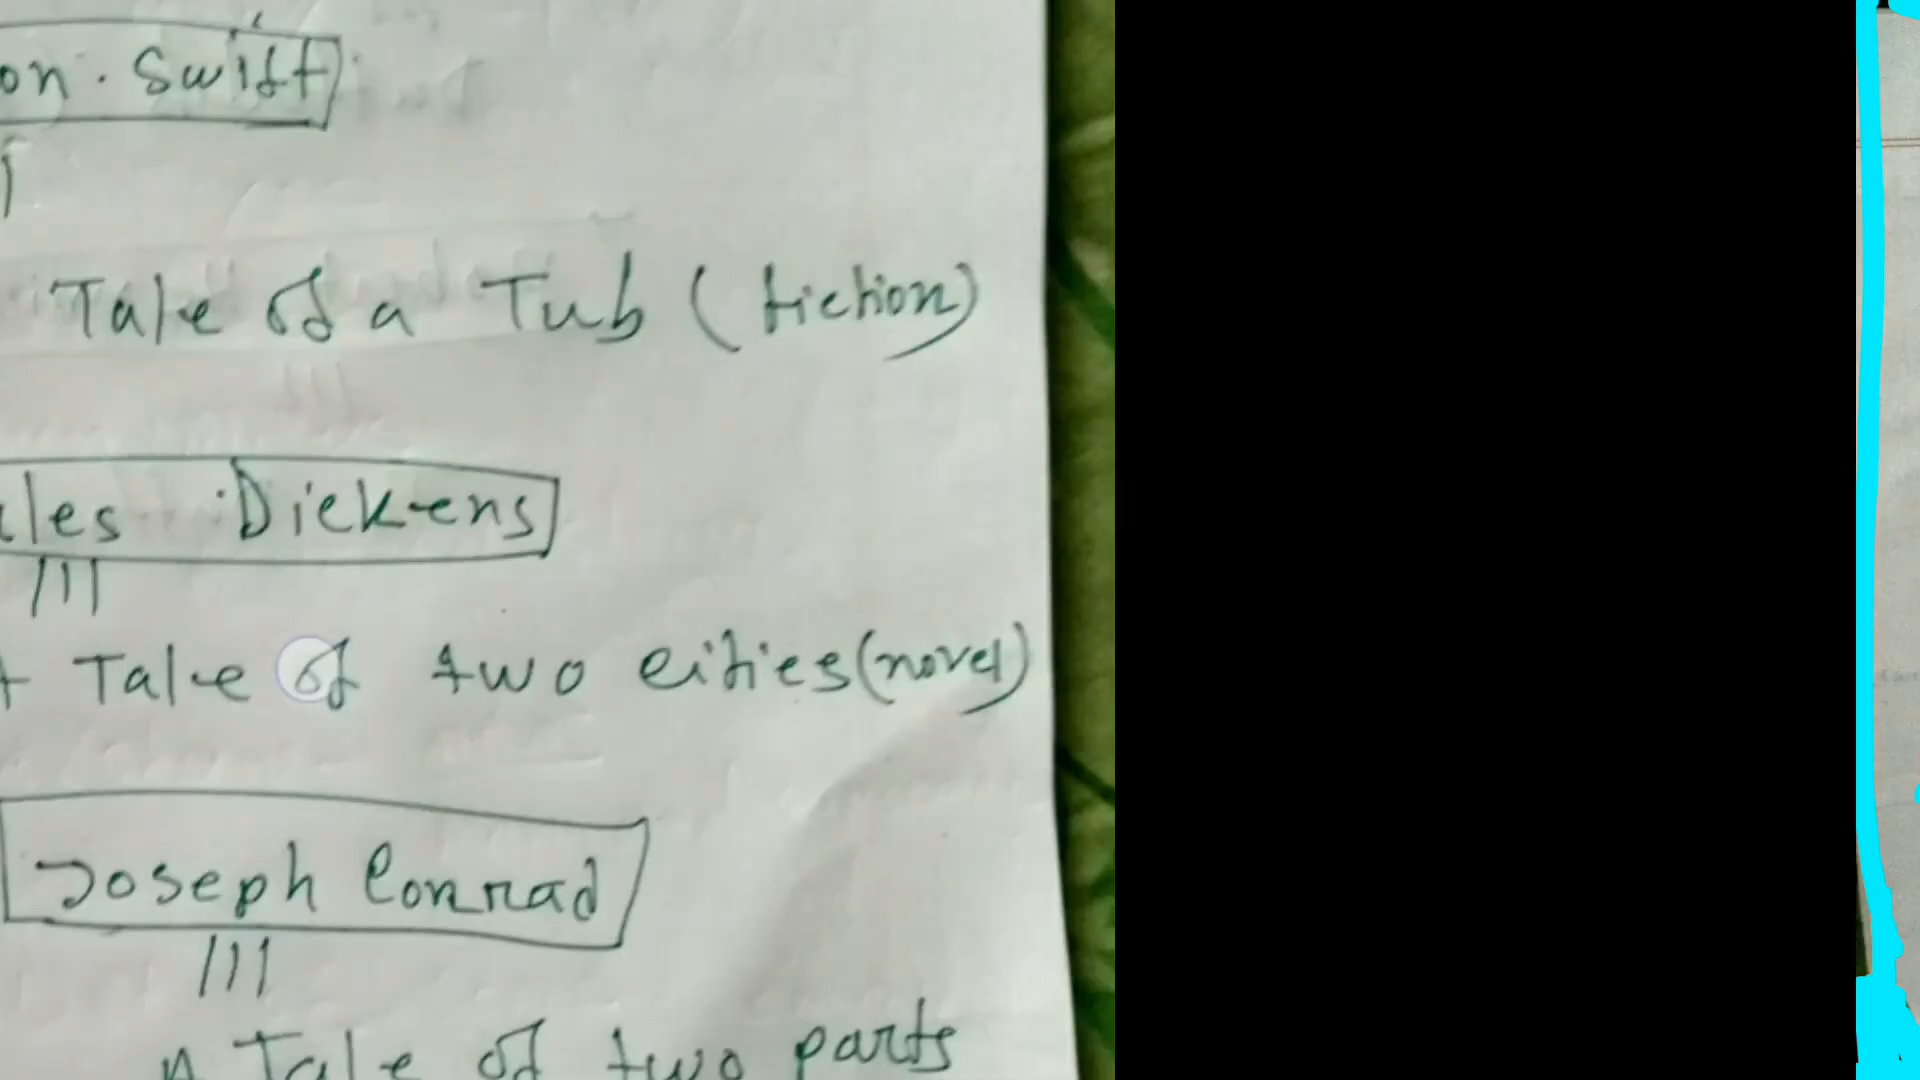 on. Swift
Tale of a Tub (fiction)
les Dickens
A Tale of two cities (novel)
Joseph Conrad
A Tale of two parts